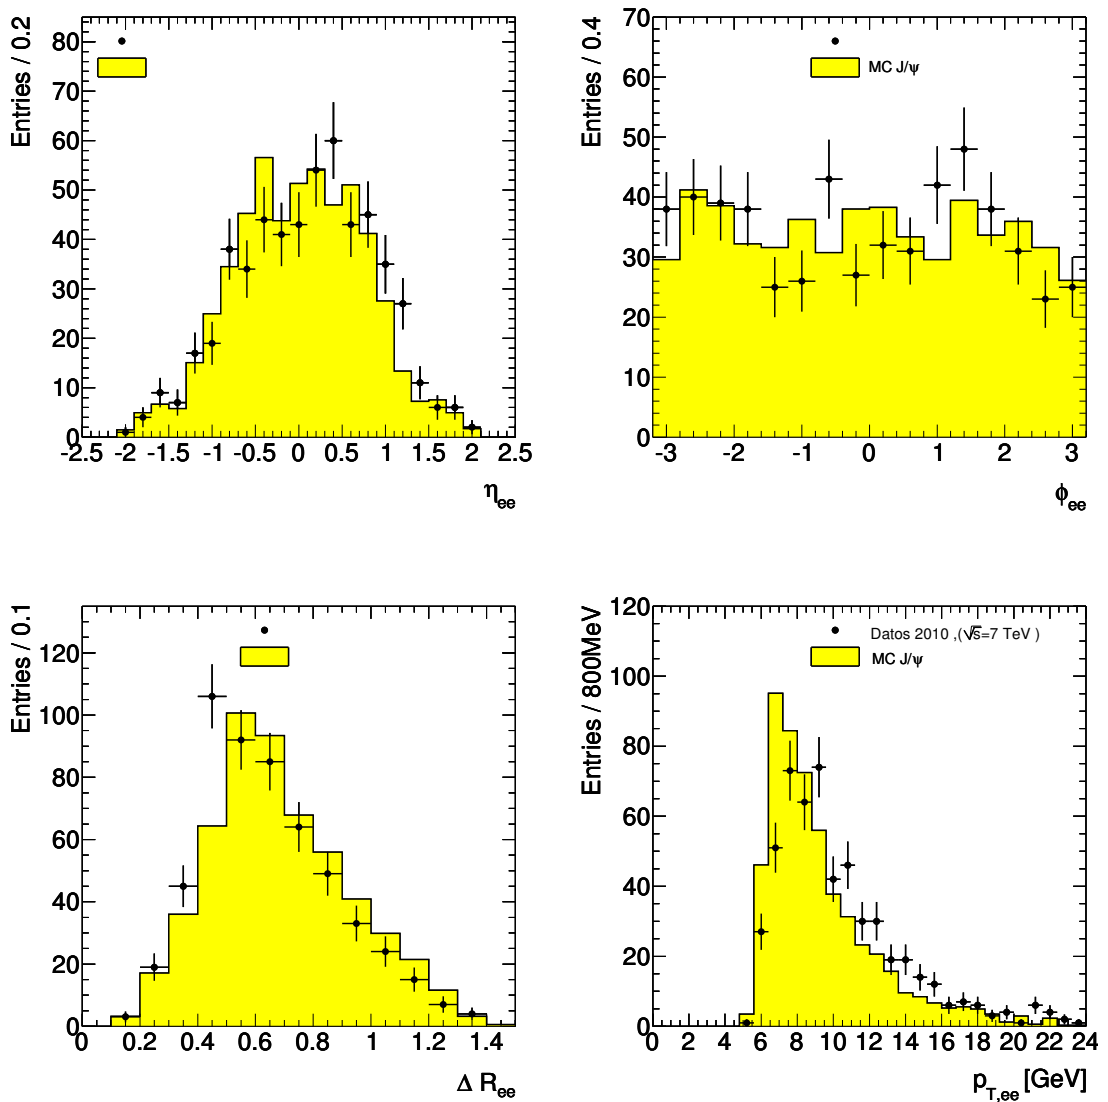 Entries / 0.2
80
70
60
50
40
30
20
10
0
-2.5 -2 -1.5 -1 -0.5 0 0.5 1 1.5 2 2.5
η_ee
Entries / 0.4
MC J/ψ
70
60
50
40
30
20
10
0
-3 -2 -1 0 1 2 3
ϕ_ee
Entries / 0.1
120
100
80
60
40
20
0
0 0.2 0.4 0.6 0.8 1 1.2 1.4
Δ R_ee
Entries / 800MeV
Datos 2010 ,(√s=7 TeV )
MC J/ψ
120
100
80
60
40
20
0
0 2 4 6 8 10 12 14 16 18 20 22 24
p_T,ee [GeV]